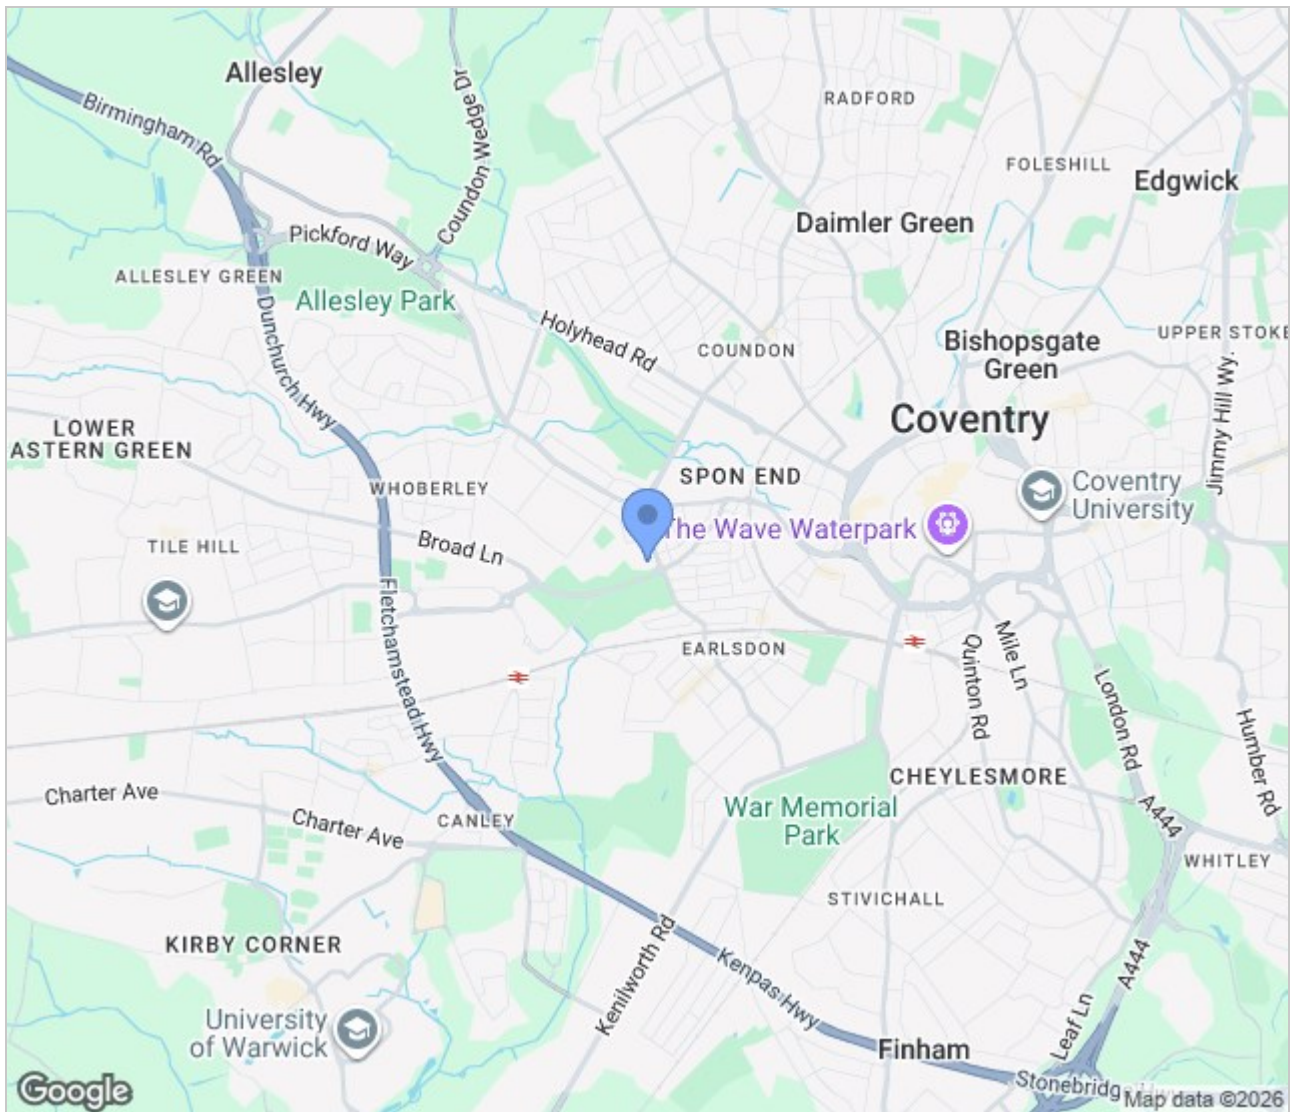 Allesley
Coundon Wedge Dr
RADFORD
Birmingham Rd
FOLESHILL
Edgwick
Daimler Green
Pickford Way
ALLESLEY GREEN
Allesley Park
Dunchurch Hwy
Holyhead Rd
COUNDON
Bishopsgate
Green
UPPER STOKE
Jimmy Hill Wy.
Coventry
LOWER
ASTERN GREEN
SPON END
WHOBERLEY
Coventry
University
The Wave Waterpark
Broad Ln
TILE HILL
Fletchamstead Hwy
EARLSDON
Quinton Rd
Mile Ln
London Rd
Humber Rd
CHEYLESMORE
Charter Ave
Charter Ave
CANLEY
War Memorial
Park
A444
WHITLEY
STIVICHALL
KIRBY CORNER
Kenilworth Rd
Kenpas Hwy
A444
Leaf Ln
University
of Warwick
Finham
Google
Map data ©2026